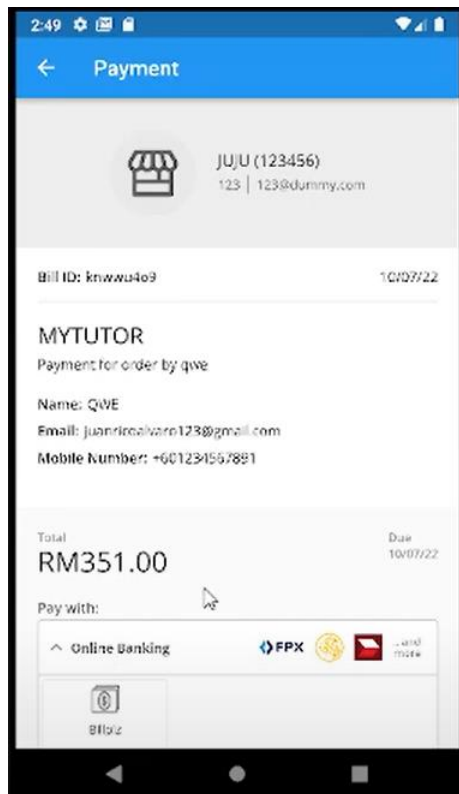 2:49
Payment
JUJU (123456)
123 | 123@dummy.com
Bill ID: knwwu4o9 10/07/22
MYTUTOR
Payment for order by qwe
Name: QWE
Email: juanricoalvaro123@gmail.com
Mobile Number: +601234567891
Total Due
RM351.00 10/07/22
Pay with:
Online Banking FPX ...and more
Billplz